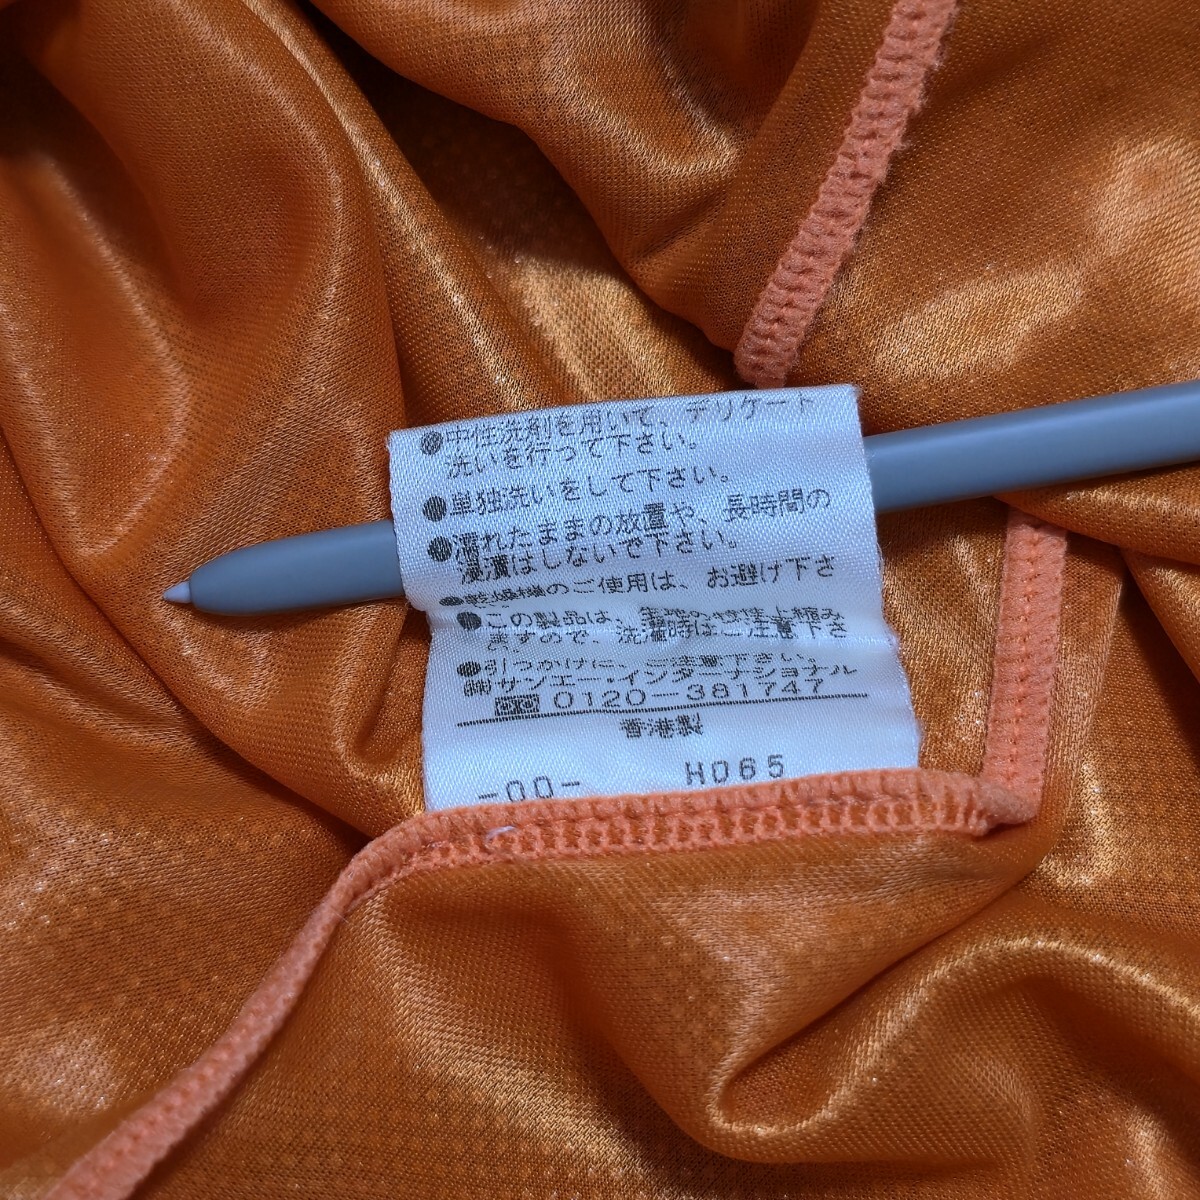 ●中性洗剤を用いて、デリケート
洗いを行って下さい。
●単独洗いをして下さい。
●濡れたままの放置や、長時間の
浸漬はしないで下さい。
●乾燥機のご使用は、お避け下さ
●この製品は、 縮み
ますので、洗濯時はご注意下さ
●引っかけに、ご注意下さい。
㈱サンエー・インターナショナル
0120-381747
香港製
-00- H065